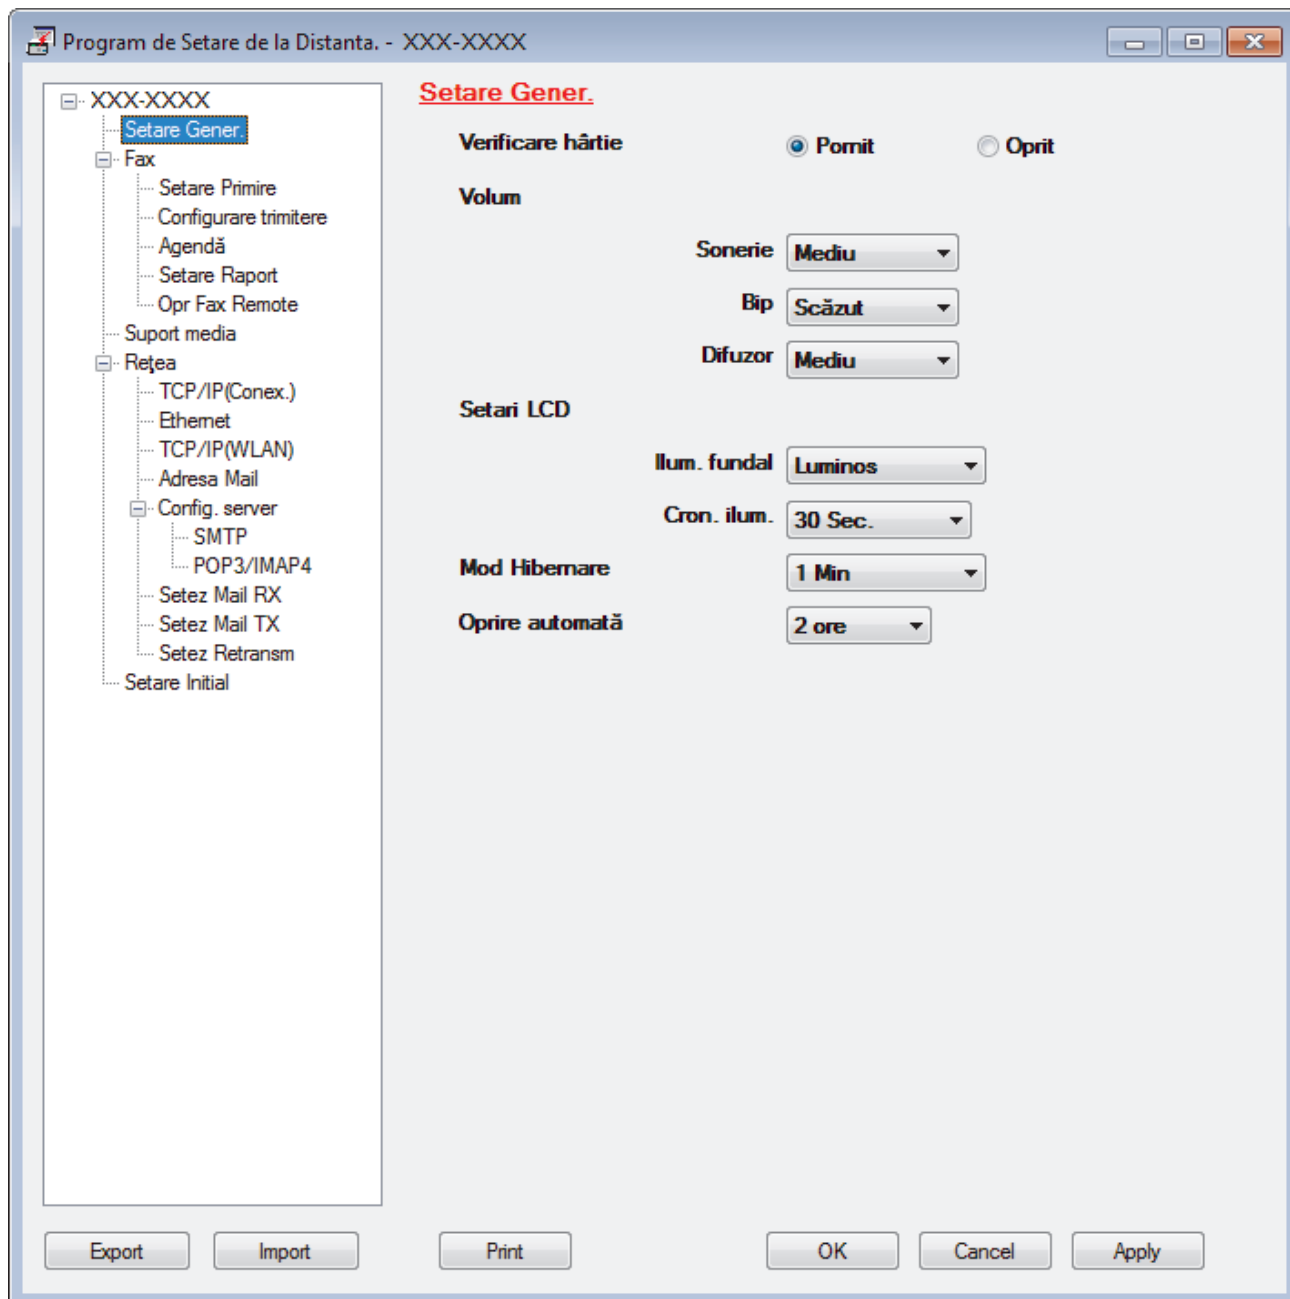 Program de Setare de la Distanta. - XXX-XXXX
XXX-XXXX
Setare Gener.
Fax
Setare Primire
Configurare trimitere
Agendă
Setare Raport
Opr Fax Remote
Suport media
Reţea
TCP/IP(Conex.)
Ethernet
TCP/IP(WLAN)
Adresa Mail
Config. server
SMTP
POP3/IMAP4
Setez Mail RX
Setez Mail TX
Setez Retransm
Setare Initial
Setare Gener.
Verificare hârtie Pornit Oprit
Volum
Sonerie Mediu
Bip Scăzut
Difuzor Mediu
Setari LCD
Ilum. fundal Luminos
Cron. ilum. 30 Sec.
Mod Hibernare 1 Min
Oprire automată 2 ore
Export Import Print OK Cancel Apply